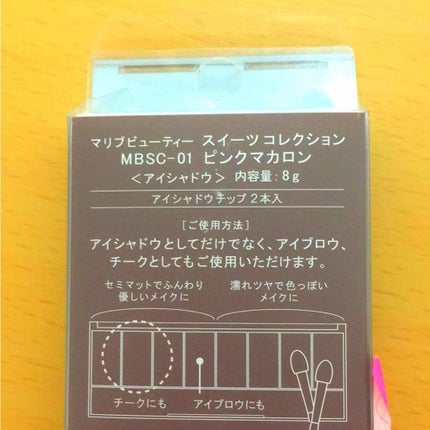 マリブビューティー スイーツコレクション
MBSC-01 ピンクマカロン
＜アイシャドウ＞ 内容量:8g
アイシャドウチップ 2本入
[ご使用方法]
アイシャドウとしてだけでなく、アイブロウ、
チークとしてもご使用いただけます。
セミマットでふんわり
優しいメイクに
濡れツヤで色っぽい
メイクに
チークにも
アイブロウにも